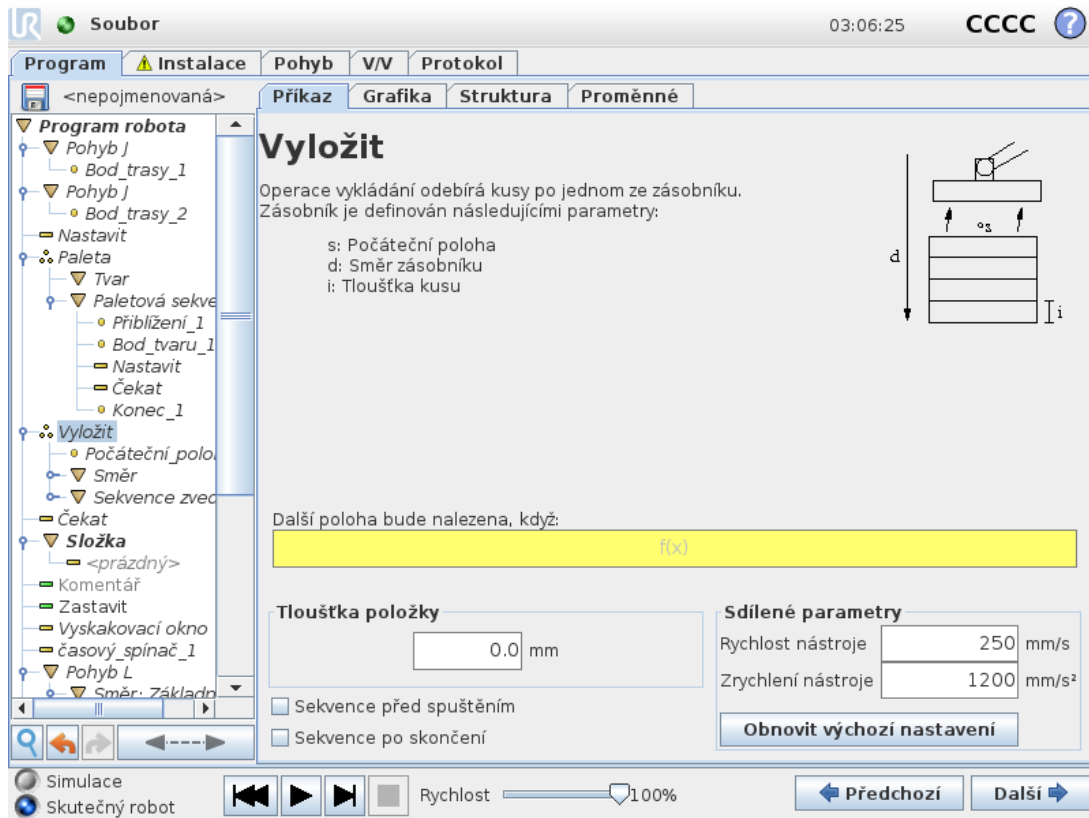 Soubor
03:06:25
CCCC
?
Program
Instalace
Pohyb
V/V
Protokol
<nepojmenovaná>
Příkaz
Grafika
Struktura
Proměnné
Program robota
Pohyb J
Bod_trasy_1
Pohyb J
Bod_trasy_2
Nastavit
Paleta
Tvar
Paletová sekve
Přiblížení_1
Bod_tvaru_1
Nastavit
Čekat
Konec_1
Vyložit
Počáteční_polo
Směr
Sekvence zved
Čekat
Složka
<prázdný>
Komentář
Zastavit
Vyskakovací okno
časový_spínač_1
Pohyb L
Směr: Základn
Vyložit
Operace vykládání odebírá kusy po jednom ze zásobníku.
Zásobník je definován následujícími parametry:
s: Počáteční poloha
d: Směr zásobníku
i: Tloušťka kusu
s
d
i
Další poloha bude nalezena, když:
f(x)
Tloušťka položky
0.0 mm
Sekvence před spuštěním
Sekvence po skončení
Sdílené parametry
Rychlost nástroje 250 mm/s
Zrychlení nástroje 1200 mm/s²
Obnovit výchozí nastavení
Simulace
Skutečný robot
Rychlost 100%
Předchozí
Další